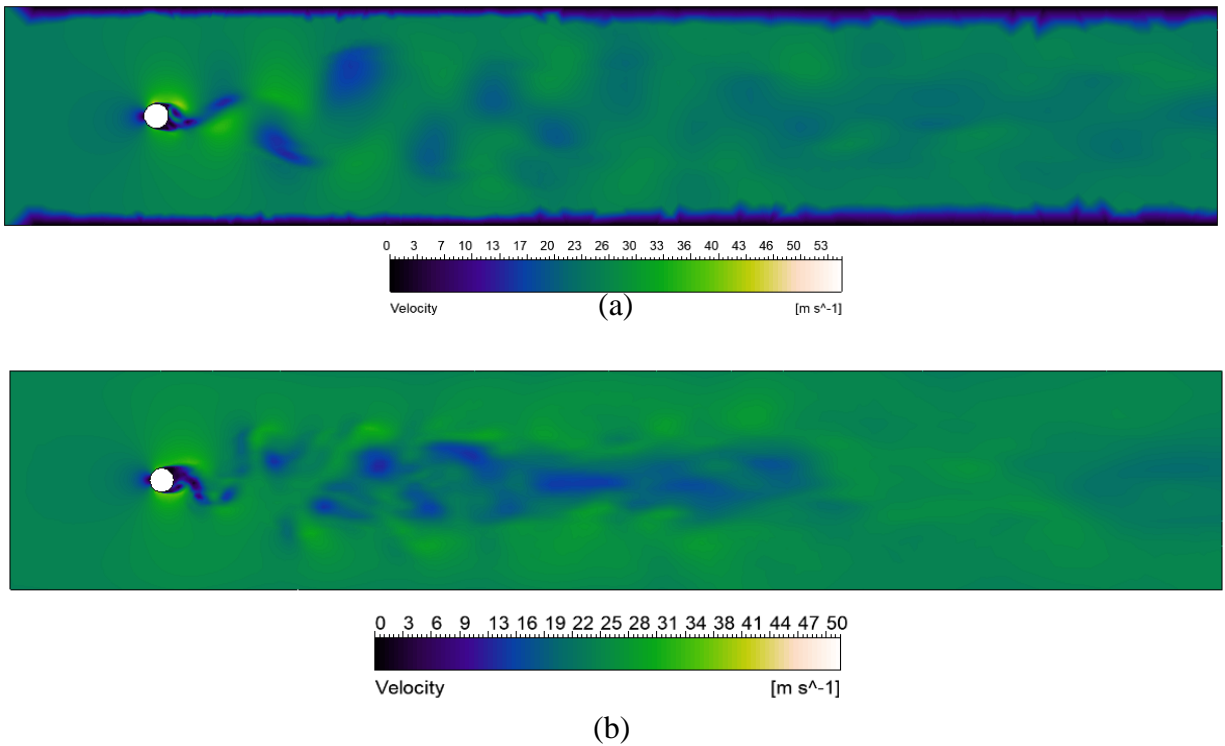 0 3 7 10 13 17 20 23 26 30 33 36 40 43 46 50 53
Velocity [m s^-1]
(a)
0 3 6 9 13 16 19 22 25 28 31 34 38 41 44 47 50
Velocity [m s^-1]
(b)